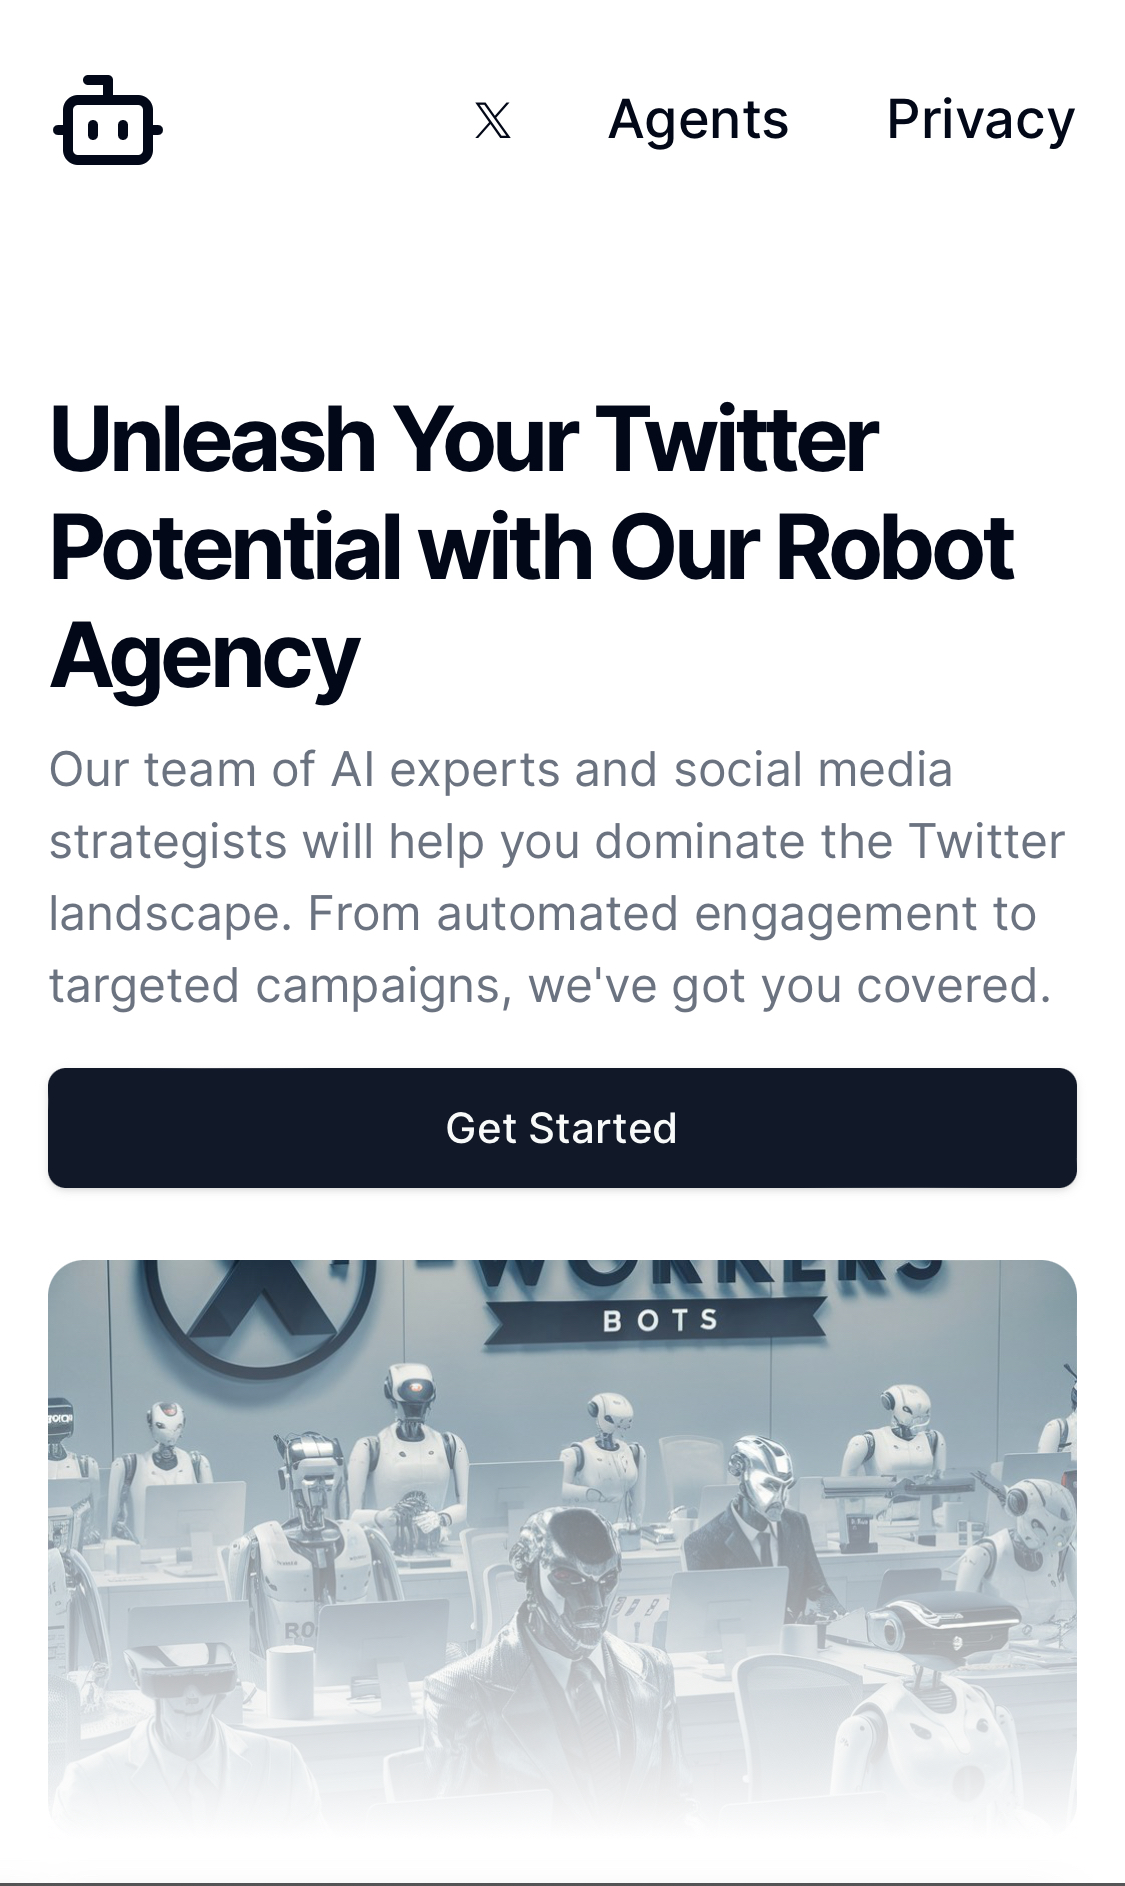 𝕏 Agents Privacy
Unleash Your Twitter
Potential with Our Robot
Agency
Our team of AI experts and social media
strategists will help you dominate the Twitter
landscape. From automated engagement to
targeted campaigns, we've got you covered.
Get Started
X
WORKERS
BOTS
RO